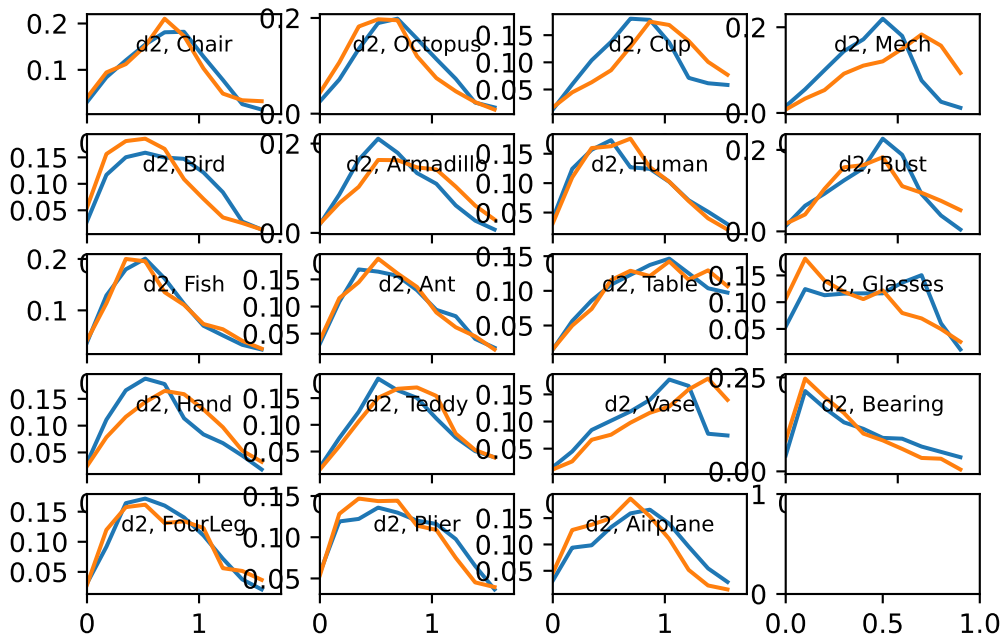 0.2 0.1 d2, Chair
0.2 0.0 d2, Octopus
0.15 0.10 0.05 d2, Cup
0.2 0.0 d2, Mech
0.15 0.10 0.05 d2, Bird
0.2 0.0 d2, Armadillo
0.15 0.10 0.05 d2, Human
0.2 0.0 d2, Bust
0.2 0.1 d2, Fish
0.15 0.10 0.05 d2, Ant
0.15 0.10 0.05 d2, Table
0.15 0.10 0.05 d2, Glasses
0.15 0.10 0.05 d2, Hand
0.15 0.10 0.05 d2, Teddy
0.15 0.10 0.05 d2, Vase
0.25 0.0 d2, Bearing
0.15 0.10 0.05 d2, FourLeg
0.15 0.10 0.05 d2, Plier
0.15 0.10 0.05 d2, Airplane
1 0
0 1 0 1 0 1 0.0 0.5 1.0